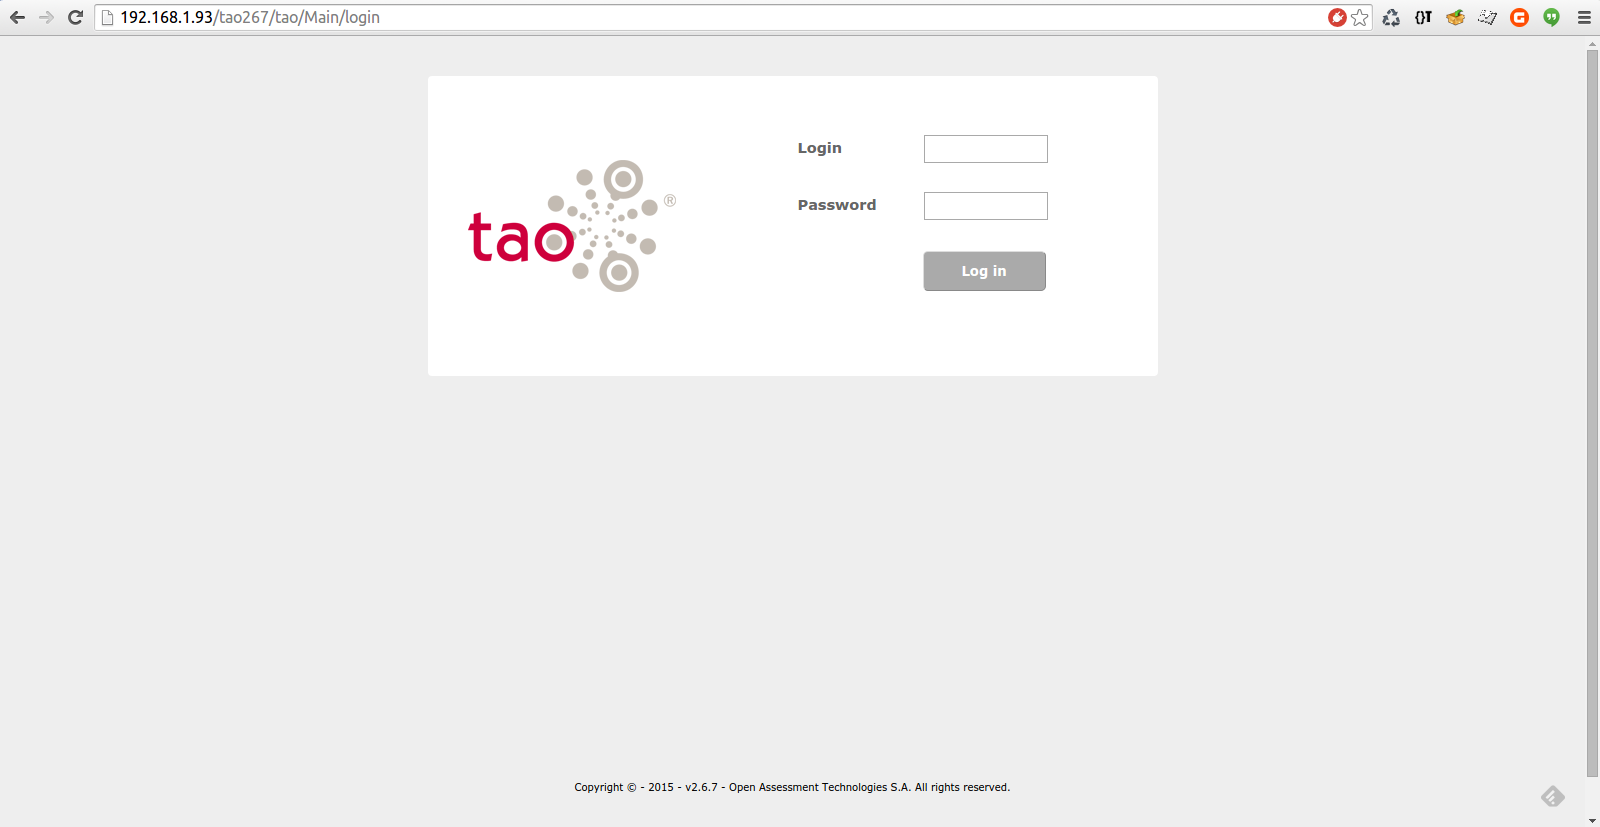 192.168.1.93/tao267/tao/Main/login
{}T
G
tao®
Login
Password
Log in
Copyright © - 2015 - v2.6.7 - Open Assessment Technologies S.A. All rights reserved.